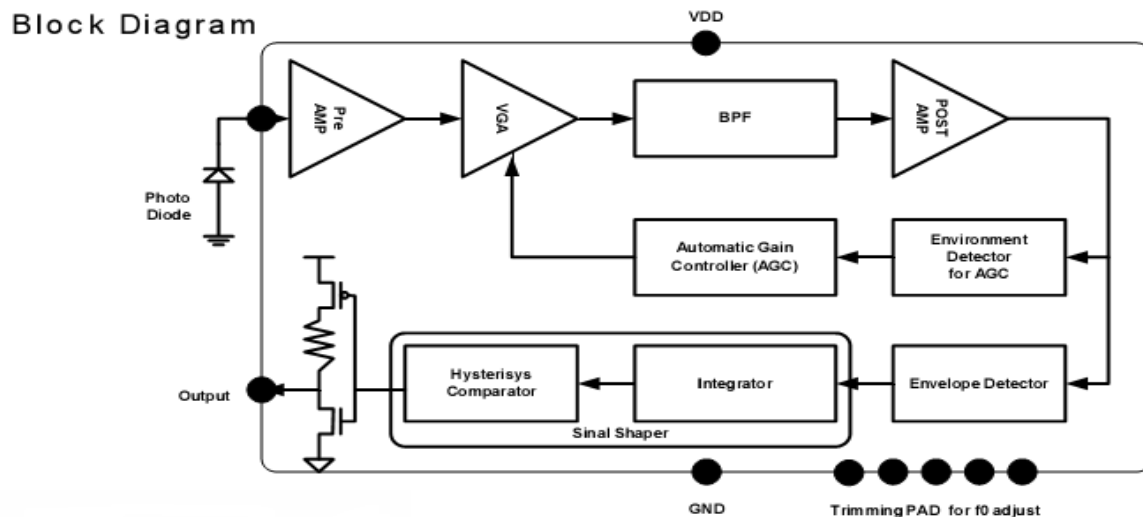 Block Diagram
VDD
Pre
AMP
VGA
BPF
POST
AMP
Photo
Diode
Automatic Gain
Controller (AGC)
Environment
Detector
for AGC
Output
Hysterisys
Comparator
Integrator
Envelope Detector
Sinal Shaper
GND
Trimming PAD for f0 adjust